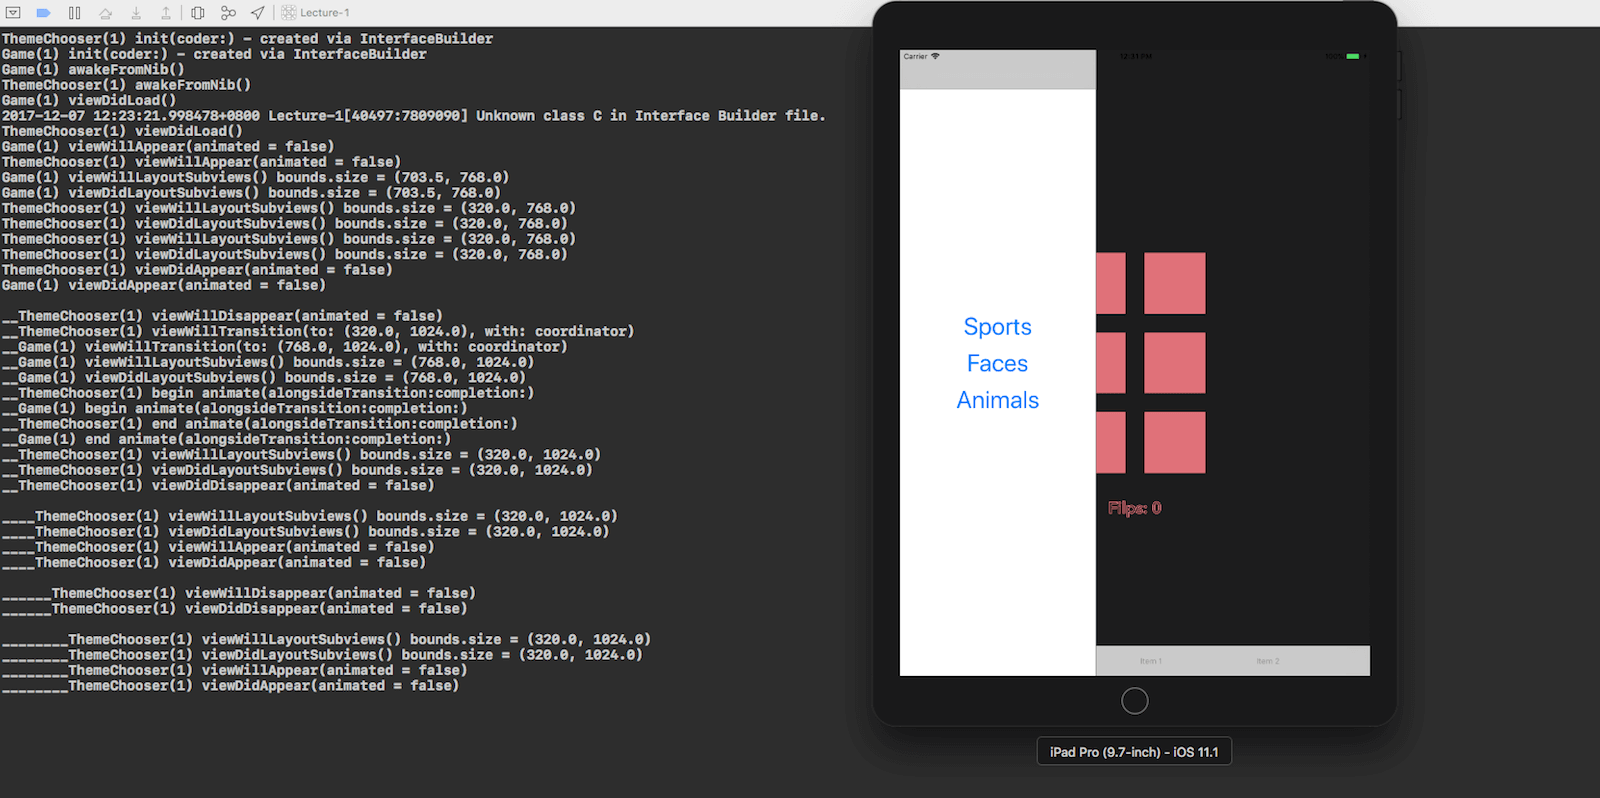 Lecture-1
ThemeChooser(1) init(coder:) - created via InterfaceBuilder
Game(1) init(coder:) - created via InterfaceBuilder
Game(1) awakeFromNib()
ThemeChooser(1) awakeFromNib()
Game(1) viewDidLoad()
2017-12-07 12:23:21.998478+0800 Lecture-1[40497:7809090] Unknown class C in Interface Builder file.
ThemeChooser(1) viewDidLoad()
Game(1) viewWillAppear(animated = false)
ThemeChooser(1) viewWillAppear(animated = false)
Game(1) viewWillLayoutSubviews() bounds.size = (703.5, 768.0)
Game(1) viewDidLayoutSubviews() bounds.size = (703.5, 768.0)
ThemeChooser(1) viewWillLayoutSubviews() bounds.size = (320.0, 768.0)
ThemeChooser(1) viewDidLayoutSubviews() bounds.size = (320.0, 768.0)
ThemeChooser(1) viewWillLayoutSubviews() bounds.size = (320.0, 768.0)
ThemeChooser(1) viewDidLayoutSubviews() bounds.size = (320.0, 768.0)
ThemeChooser(1) viewDidAppear(animated = false)
Game(1) viewDidAppear(animated = false)
__ThemeChooser(1) viewWillDisappear(animated = false)
__ThemeChooser(1) viewWillTransition(to: (320.0, 1024.0), with: coordinator)
__Game(1) viewWillTransition(to: (768.0, 1024.0), with: coordinator)
__Game(1) viewWillLayoutSubviews() bounds.size = (768.0, 1024.0)
__Game(1) viewDidLayoutSubviews() bounds.size = (768.0, 1024.0)
__ThemeChooser(1) begin animate(alongsideTransition:completion:)
__Game(1) begin animate(alongsideTransition:completion:)
__ThemeChooser(1) end animate(alongsideTransition:completion:)
__Game(1) end animate(alongsideTransition:completion:)
__ThemeChooser(1) viewWillLayoutSubviews() bounds.size = (320.0, 1024.0)
__ThemeChooser(1) viewDidLayoutSubviews() bounds.size = (320.0, 1024.0)
__ThemeChooser(1) viewDidDisappear(animated = false)
____ThemeChooser(1) viewWillLayoutSubviews() bounds.size = (320.0, 1024.0)
____ThemeChooser(1) viewDidLayoutSubviews() bounds.size = (320.0, 1024.0)
____ThemeChooser(1) viewWillAppear(animated = false)
____ThemeChooser(1) viewDidAppear(animated = false)
______ThemeChooser(1) viewWillDisappear(animated = false)
______ThemeChooser(1) viewDidDisappear(animated = false)
________ThemeChooser(1) viewWillLayoutSubviews() bounds.size = (320.0, 1024.0)
________ThemeChooser(1) viewDidLayoutSubviews() bounds.size = (320.0, 1024.0)
________ThemeChooser(1) viewWillAppear(animated = false)
________ThemeChooser(1) viewDidAppear(animated = false)
Carrier
100%
Sports
Faces
Animals
Flips: 0
Item 1 Item 2
iPad Pro (9.7-inch) - iOS 11.1